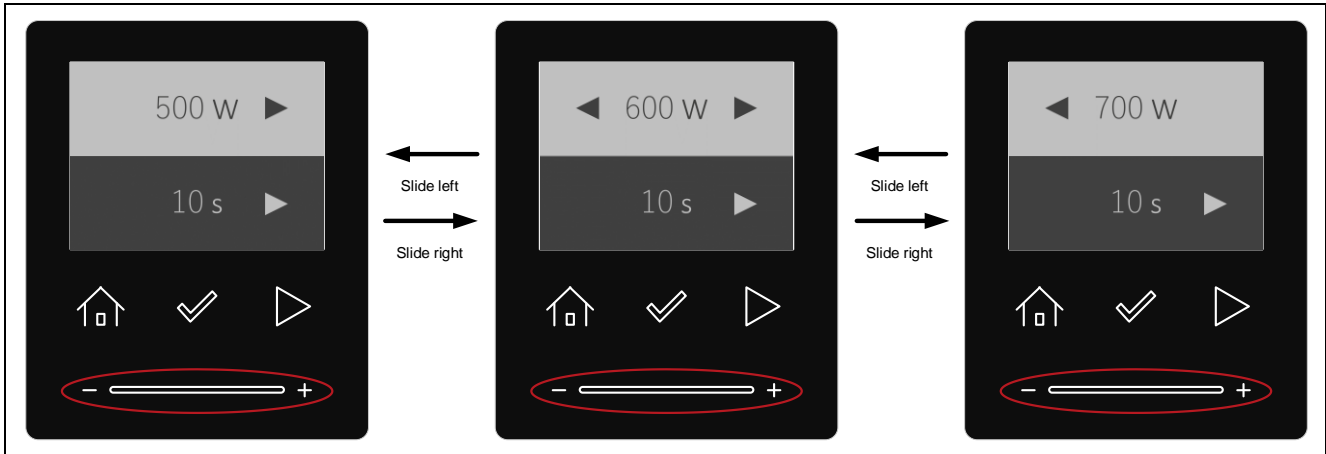 500 W ▶
10 s ▶
− +
Slide left
Slide right
◀ 600 W ▶
10 s ▶
− +
Slide left
Slide right
◀ 700 W
10 s ▶
− +